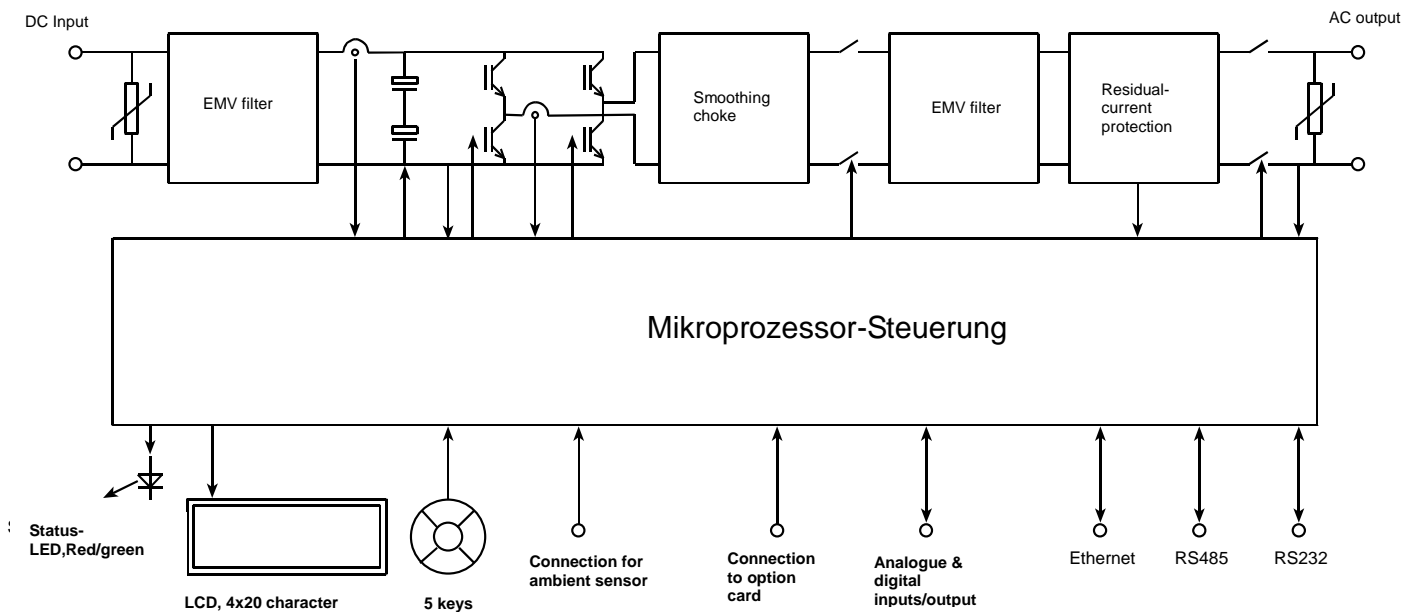 DC Input
AC output
EMV filter
Smoothing
choke
EMV filter
Residual-
current
protection
Mikroprozessor-Steuerung
Status-
LED,Red/green
LCD, 4x20 character
5 keys
Connection for
ambient sensor
Connection
to option
card
Analogue &
digital
inputs/output
Ethernet
RS485
RS232